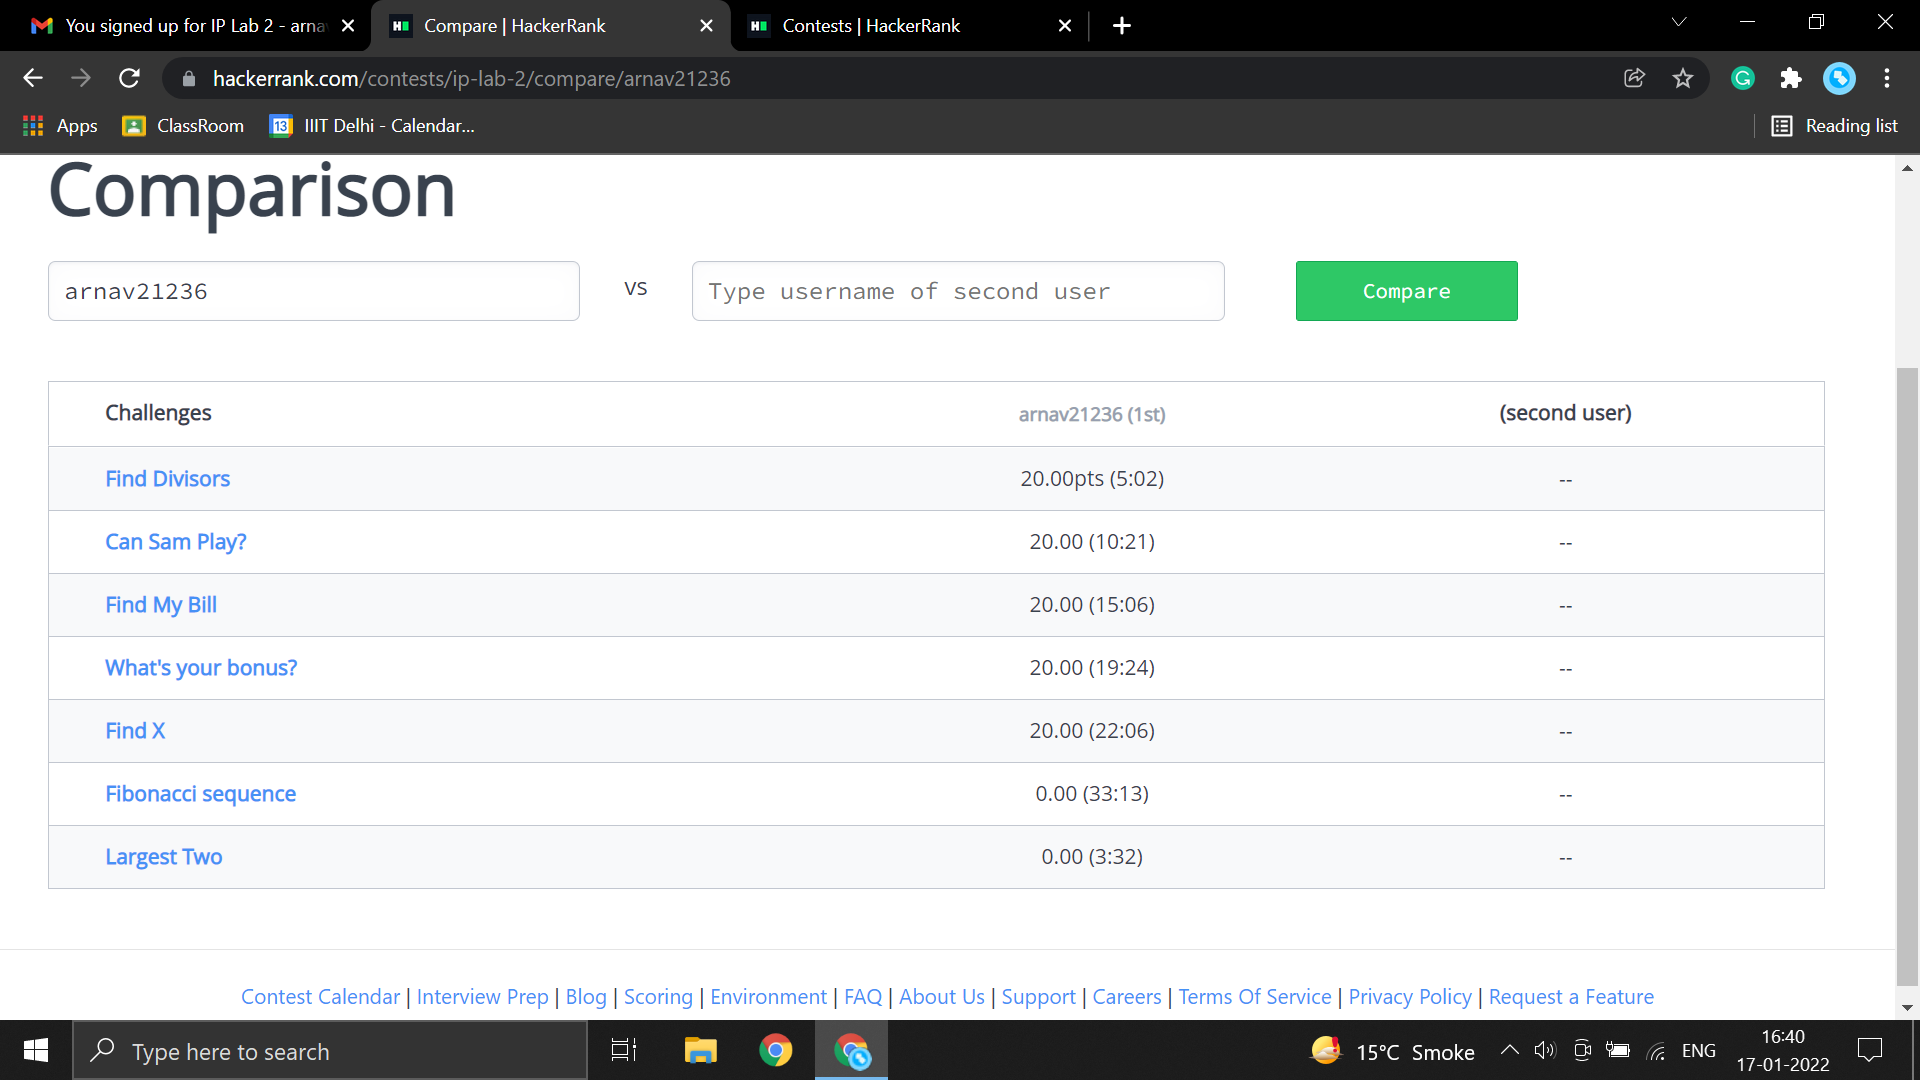 You signed up for IP Lab 2 - arna
Compare | HackerRank
Contests | HackerRank
hackerrank.com/contests/ip-lab-2/compare/arnav21236
Apps
ClassRoom
13
IIIT Delhi - Calendar...
Reading list
Comparison
arnav21236
vs
Type username of second user
Compare
Challenges arnav21236 (1st) (second user)
Find Divisors 20.00pts (5:02) --
Can Sam Play? 20.00 (10:21) --
Find My Bill 20.00 (15:06) --
What's your bonus? 20.00 (19:24) --
Find X 20.00 (22:06) --
Fibonacci sequence 0.00 (33:13) --
Largest Two 0.00 (3:32) --
Contest Calendar | Interview Prep | Blog | Scoring | Environment | FAQ | About Us | Support | Careers | Terms Of Service | Privacy Policy | Request a Feature
Type here to search
15°C Smoke
ENG
16:40
17-01-2022